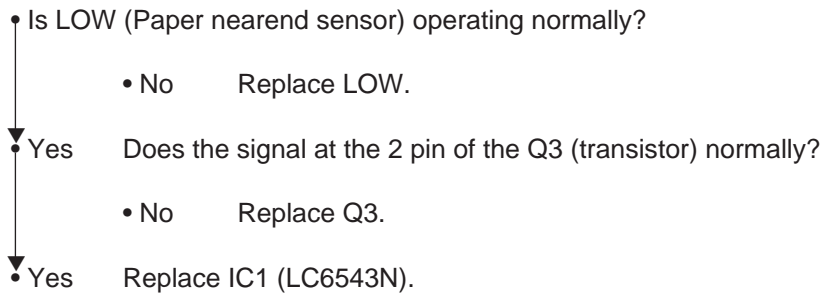 • Is LOW (Paper nearend sensor) operating normally?
• No Replace LOW.
• Yes Does the signal at the 2 pin of the Q3 (transistor) normally?
• No Replace Q3.
• Yes Replace IC1 (LC6543N).